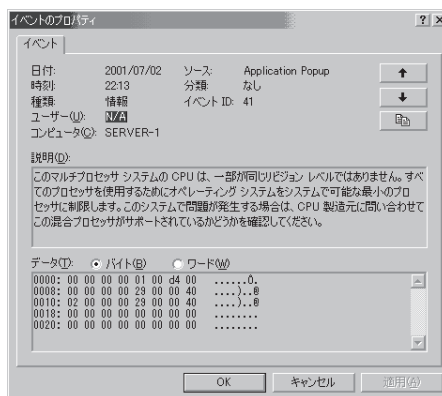 イベントのプロパティ
イベント
日付: 2001/07/02 ソース: Application Popup
時刻: 22:13 分類: なし
種類: 情報 イベント ID: 41
ユーザー(U): N/A
コンピュータ(C): SERVER-1
説明(D):
このマルチプロセッサ システムの CPU は、一部が同じリビジョン レベルではありません。すべ
てのプロセッサを使用するためにオペレーティング システムをシステムで可能な最小のプロ
セッサに制限します。このシステムで問題が発生する場合は、CPU 製造元に問い合わせて
この混合プロセッサがサポートされているかどうかを確認してください。
データ(T): バイト(B) ワード(W)
0000: 00 00 00 00 01 00 d4 00 ......Ô.
0008: 00 00 00 00 29 00 00 40 ....)..@
0010: 02 00 00 00 29 00 00 40 ....)..@
0018: 00 00 00 00 00 00 00 00 ........
0020: 00 00 00 00 00 00 00 00 ........
OK キャンセル 適用(A)